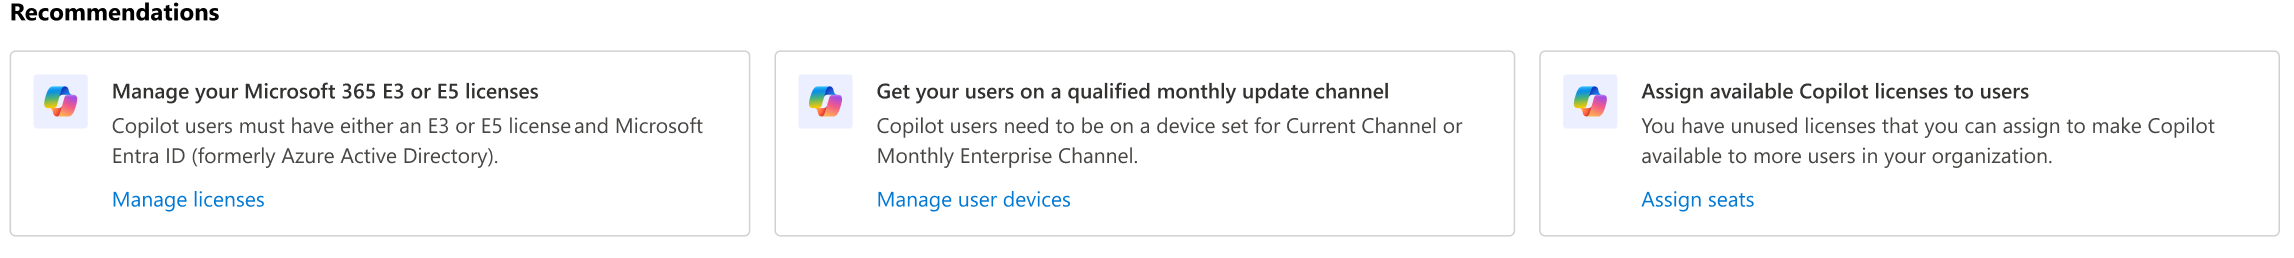 Recommendations
Manage your Microsoft 365 E3 or E5 licenses
Copilot users must have either an E3 or E5 license and Microsoft
Entra ID (formerly Azure Active Directory).
Manage licenses
Get your users on a qualified monthly update channel
Copilot users need to be on a device set for Current Channel or
Monthly Enterprise Channel.
Manage user devices
Assign available Copilot licenses to users
You have unused licenses that you can assign to make Copilot
available to more users in your organization.
Assign seats